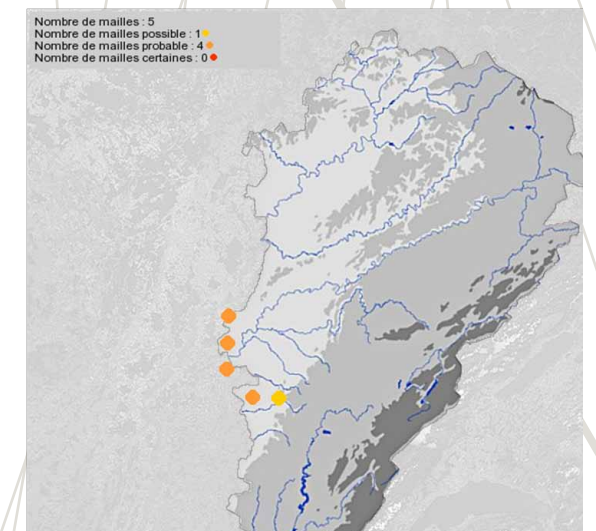 Nombre de mailles : 5
Nombre de mailles possible : 1
Nombre de mailles probable : 4
Nombre de mailles certaines : 0